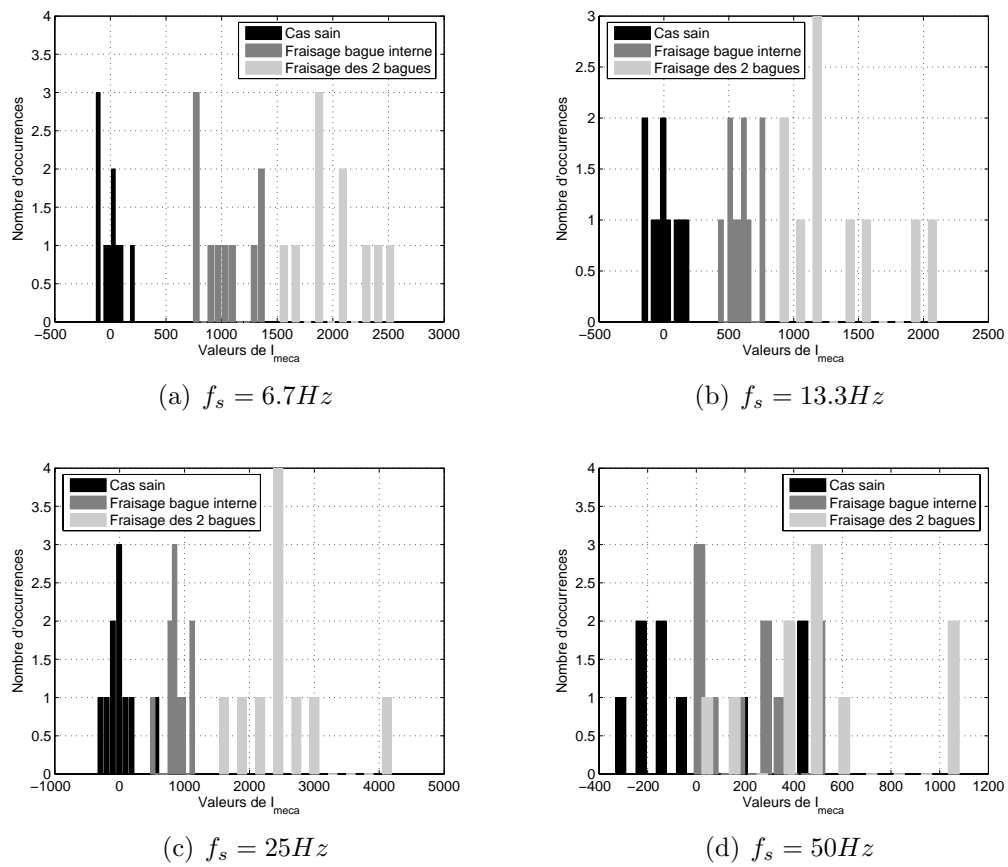 4
3.5
3
2.5
2
1.5
1
0.5
0
Nombre d'occurrences
Cas sain
Fraisage bague interne
Fraisage des 2 bagues
−500 0 500 1000 1500 2000 2500 3000
Valeurs de I_meca
(a) f_s = 6.7Hz
3
2.5
2
1.5
1
0.5
0
Nombre d'occurrences
Cas sain
Fraisage bague interne
Fraisage des 2 bagues
−500 0 500 1000 1500 2000 2500
Valeurs de I_meca
(b) f_s = 13.3Hz
4
3.5
3
2.5
2
1.5
1
0.5
0
Nombre d'occurrences
Cas sain
Fraisage bague interne
Fraisage des 2 bagues
−1000 0 1000 2000 3000 4000 5000
Valeurs de I_meca
(c) f_s = 25Hz
4
3.5
3
2.5
2
1.5
1
0.5
0
Nombre d'occurrences
Cas sain
Fraisage bague interne
Fraisage des 2 bagues
−400 −200 0 200 400 600 800 1000 1200
Valeurs de I_meca
(d) f_s = 50Hz